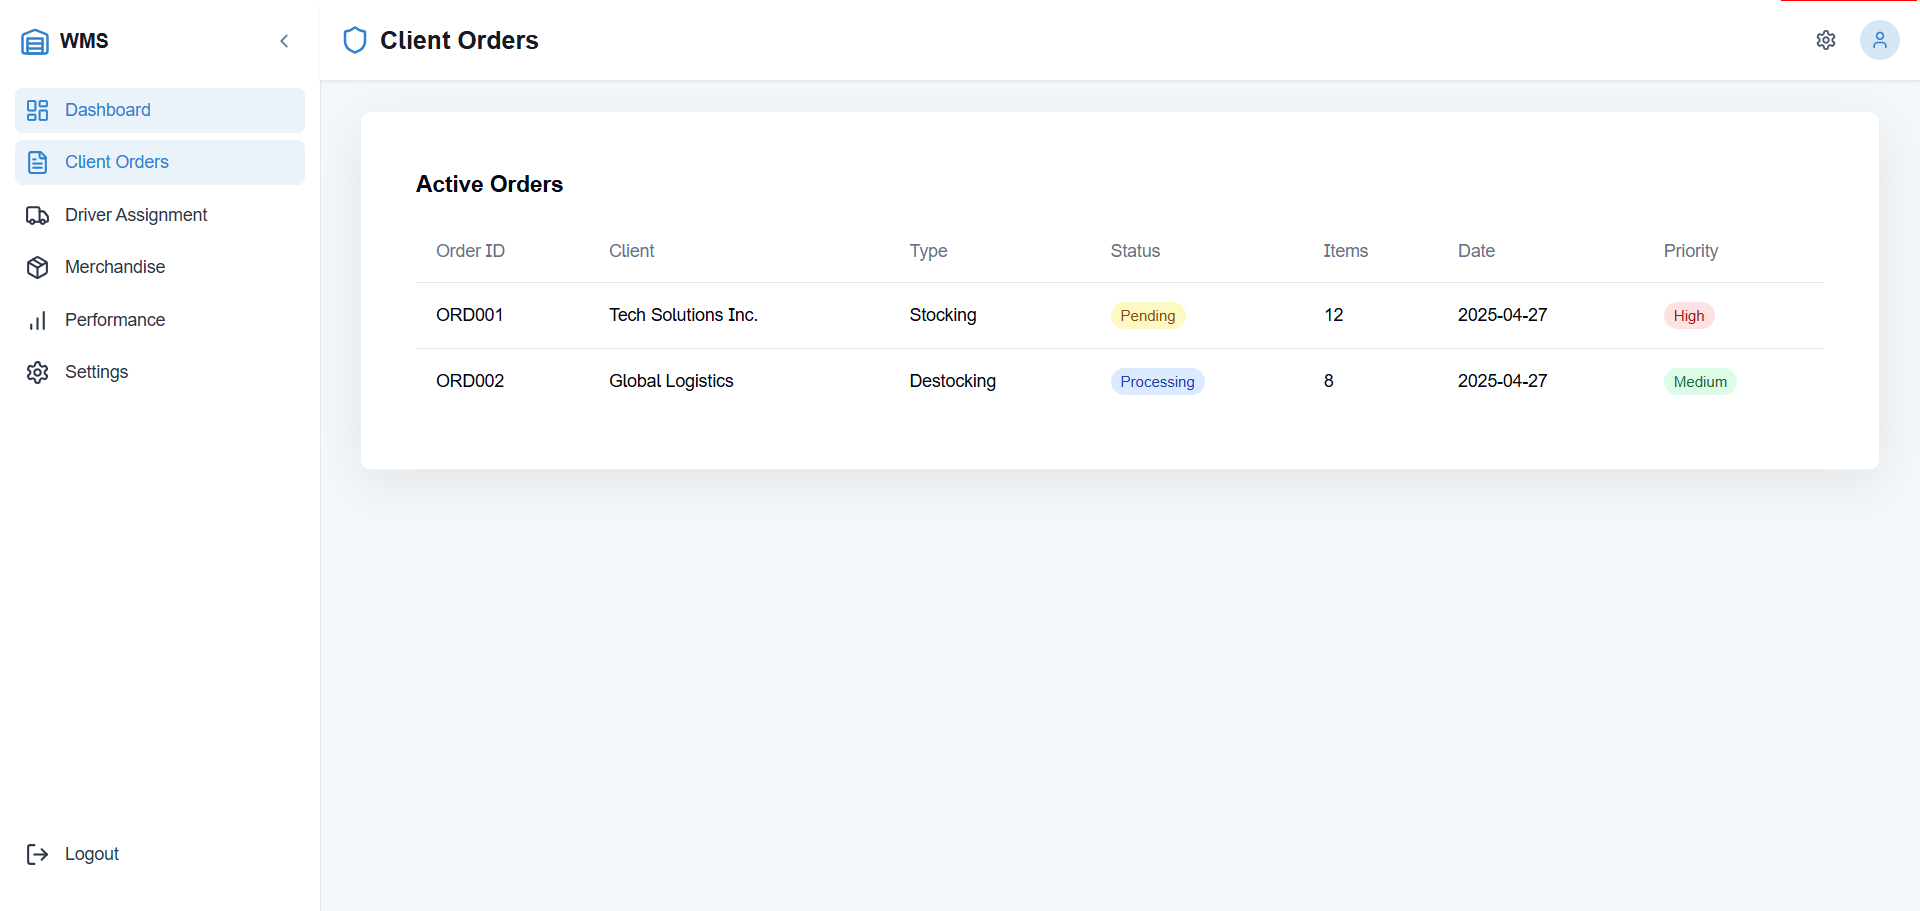 WMS
Client Orders
Dashboard
Client Orders
Driver Assignment
Merchandise
Performance
Settings
Logout
Active Orders
Order ID Client Type Status Items Date Priority
ORD001 Tech Solutions Inc. Stocking Pending 12 2025-04-27 High
ORD002 Global Logistics Destocking Processing 8 2025-04-27 Medium